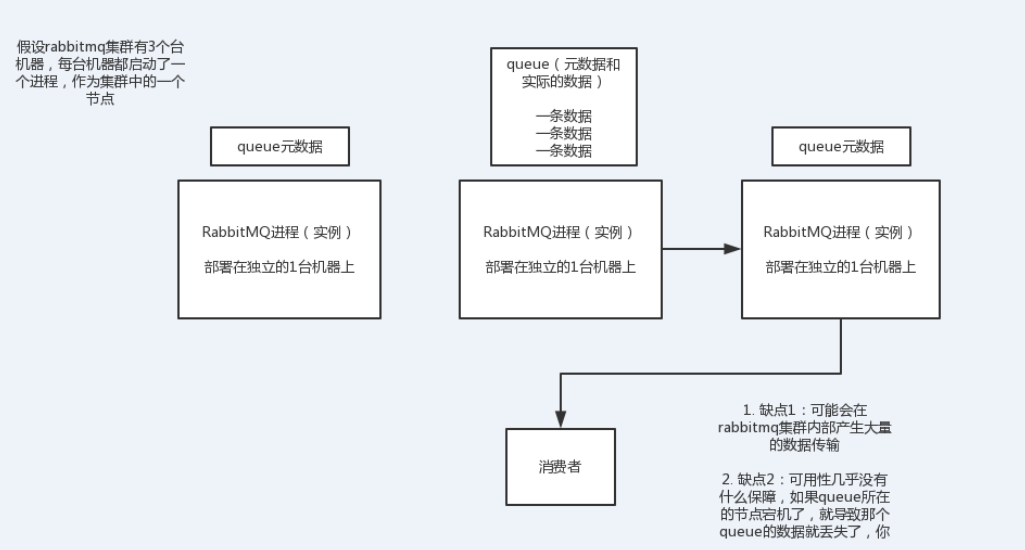 假设rabbitmq集群有3个台
机器，每台机器都启动了一
个进程，作为集群中的一个
节点
queue（元数据和
实际的数据）
一条数据
一条数据
一条数据
queue元数据
queue元数据
RabbitMQ进程（实例）
部署在独立的1台机器上
RabbitMQ进程（实例）
部署在独立的1台机器上
RabbitMQ进程（实例）
部署在独立的1台机器上
消费者
1. 缺点1：可能会在
rabbitmq集群内部产生大量
的数据传输
2. 缺点2：可用性几乎没有
什么保障，如果queue所在
的节点宕机了，就导致那个
queue的数据就丢失了，你